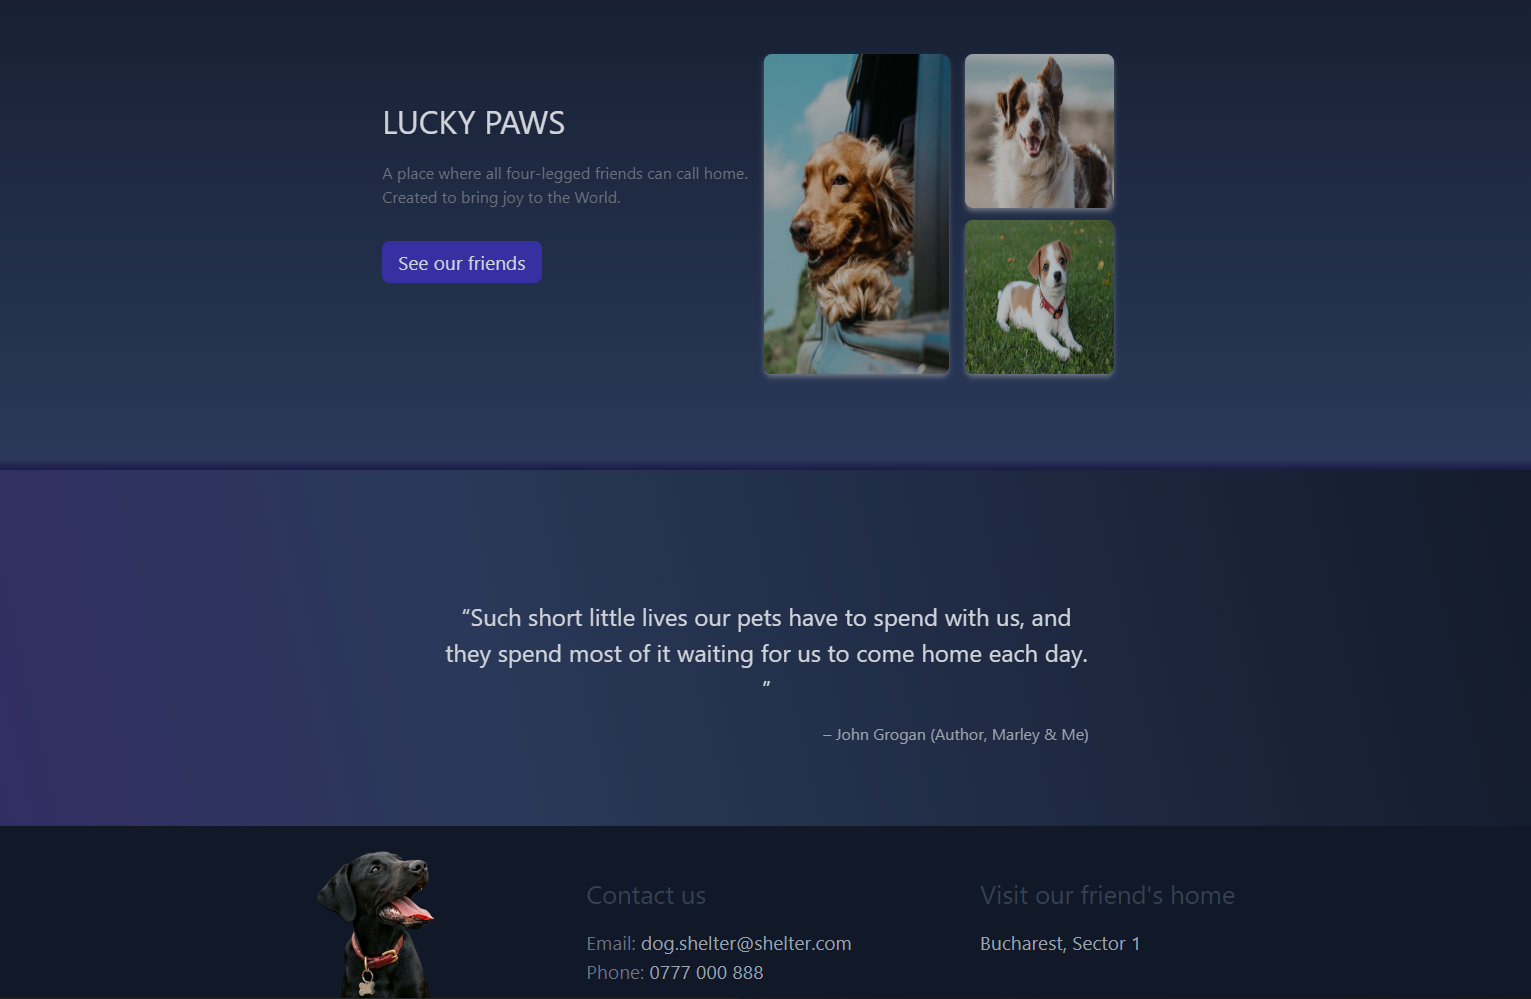 LUCKY PAWS
A place where all four-legged friends can call home.
Created to bring joy to the World.
See our friends
“Such short little lives our pets have to spend with us, and
they spend most of it waiting for us to come home each day.
”
– John Grogan (Author, Marley & Me)
Contact us
Email: dog.shelter@shelter.com
Phone: 0777 000 888
Visit our friend's home
Bucharest, Sector 1